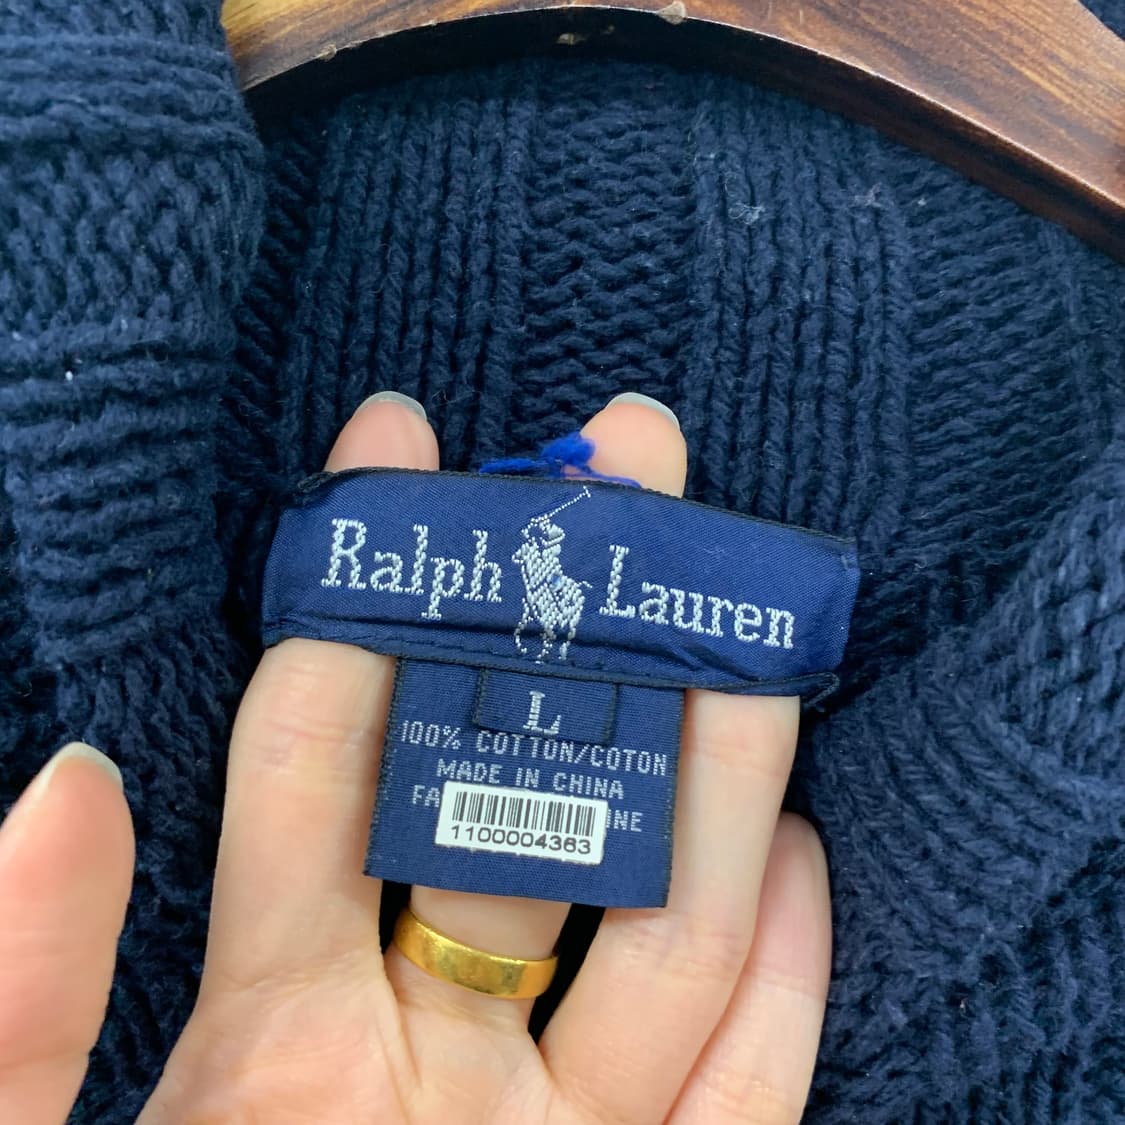 Ralph Lauren
L
100% COTTON/COTON
MADE IN CHINA
1100004363